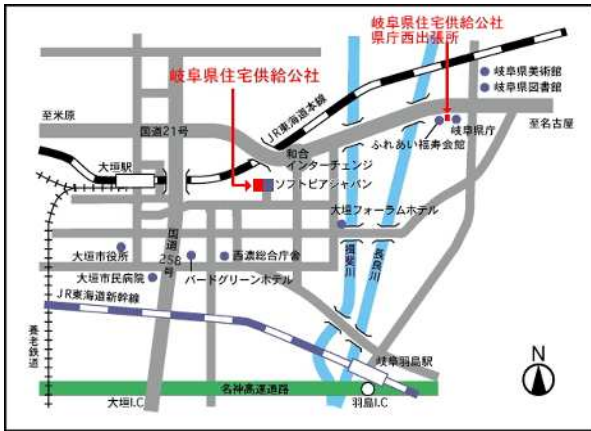 岐阜県住宅供給公社
県庁西出張所
岐阜県住宅供給公社
岐阜県美術館
岐阜県図書館
至米原
国道21号
JR東海道本線
至名古屋
岐阜県庁
ふれあい福寿会館
和合
インターチェンジ
大垣駅
ソフトピアジャパン
大垣フォーラムホテル
国道258号
揖斐川
長良川
大垣市役所
西濃総合庁舎
大垣市民病院
バードグリーンホテル
JR東海道新幹線
養老鉄道
岐阜羽島駅
N
名神高速道路
大垣I.C
羽島I.C